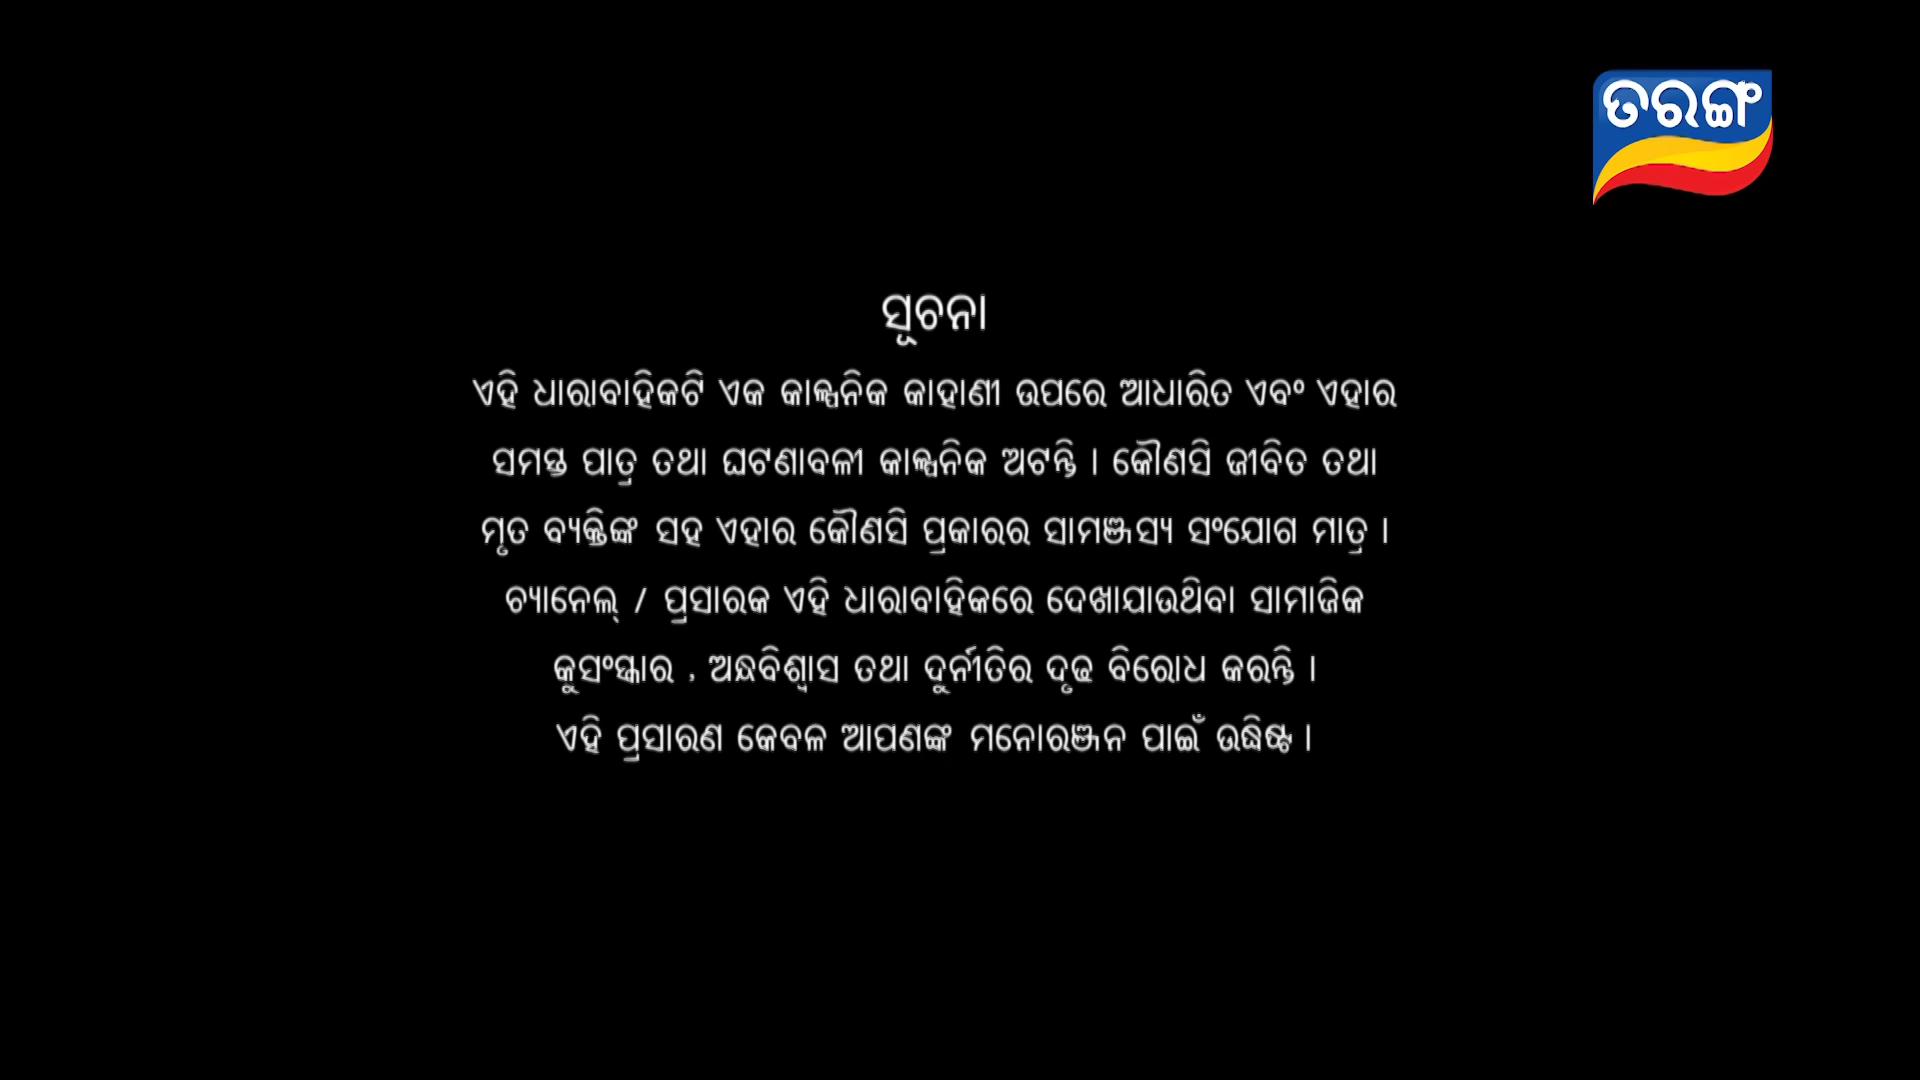 ତରଙ୍ଗ
ସୂଚନା
ଏହି ଧାରାବାହିକଟି ଏକ କାଳ୍ପନିକ କାହାଣୀ ଉପରେ ଆଧାରିତ ଏବଂ ଏହାର
ସମସ୍ତ ପାତ୍ର ତଥା ଘଟଣାବଳୀ କାଳ୍ପନିକ ଅଟନ୍ତି । କୌଣସି ଜୀବିତ ତଥା
ମୃତ ବ୍ୟକ୍ତିଙ୍କ ସହ ଏହାର କୌଣସି ପ୍ରକାରର ସାମଞ୍ଜସ୍ୟ ସଂଯୋଗ ମାତ୍ର ।
ଚ୍ୟାନେଲ୍ / ପ୍ରସାରକ ଏହି ଧାରାବାହିକରେ ଦେଖାଯାଉଥିବା ସାମାଜିକ
କୁସଂସ୍କାର , ଅନ୍ଧବିଶ୍ୱାସ ତଥା ଦୁର୍ନୀତିର ଦୃଢ ବିରୋଧ କରନ୍ତି ।
ଏହି ପ୍ରସାରଣ କେବଳ ଆପଣଙ୍କ ମନୋରଞ୍ଜନ ପାଇଁ ଉଦ୍ଧିଷ୍ଟ ।